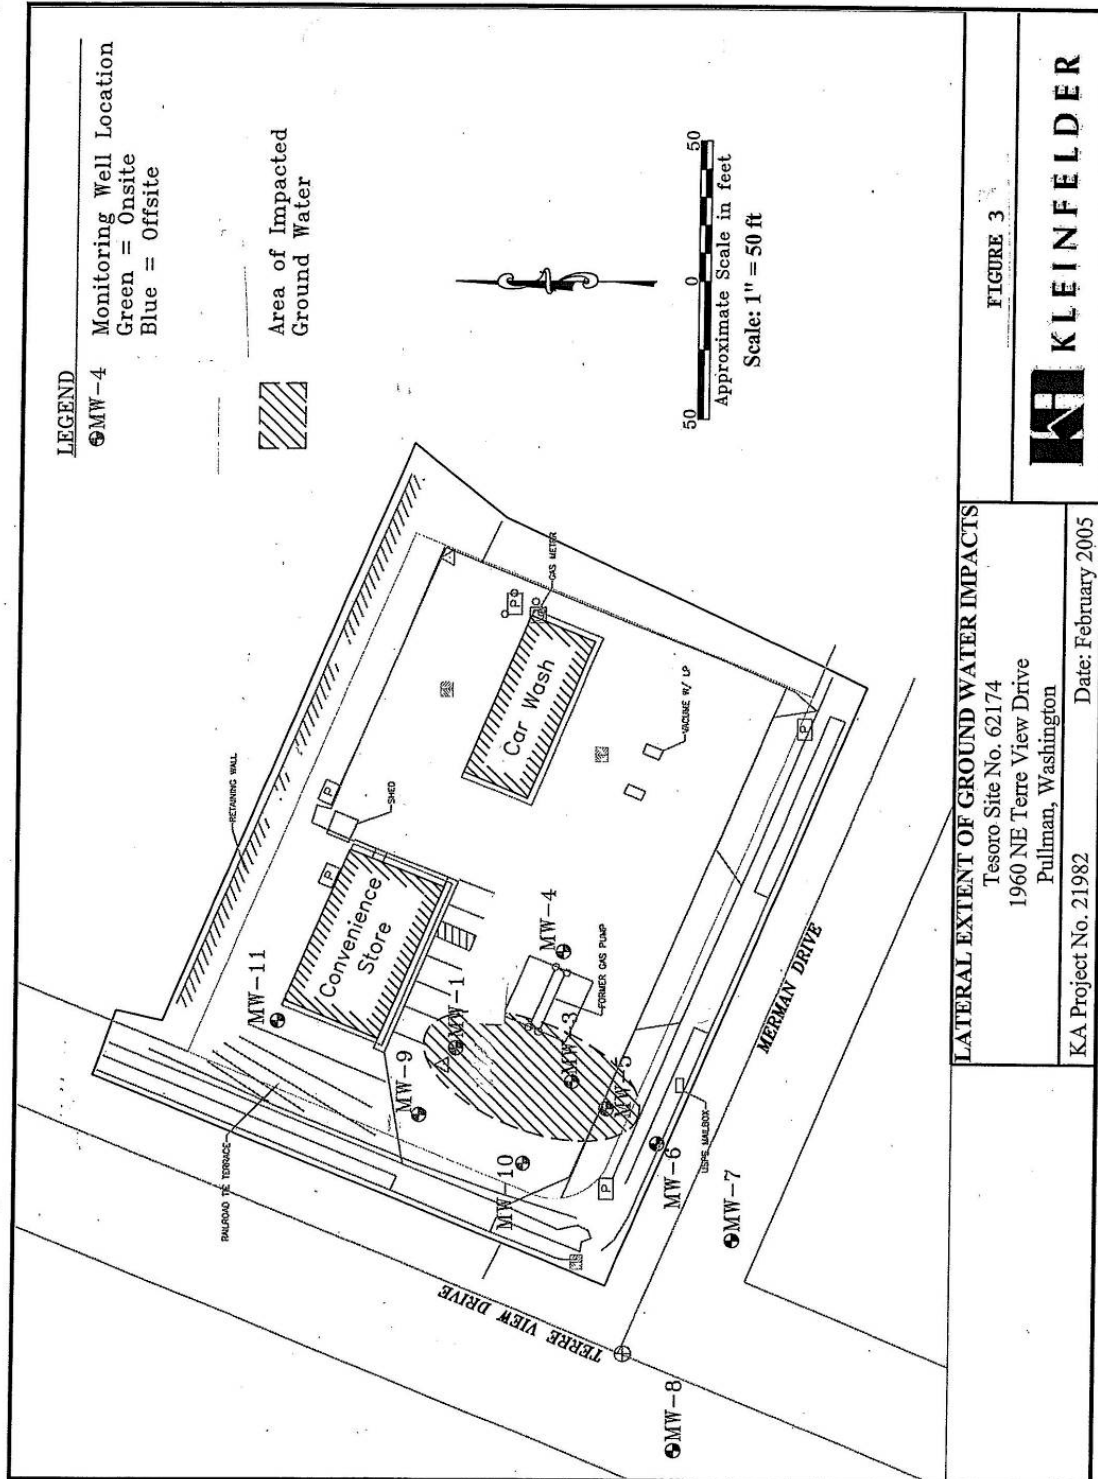 LEGEND
MW-4 Monitoring Well Location
Green = Onsite
Blue = Offsite
Area of Impacted
Ground Water
50 0 50
Approximate Scale in feet
Scale: 1" = 50 ft
RETAINING WALL
SHED
P
P
P
P
P
GAS METER
Car Wash
VACUME W/ LP
Convenience
Store
MW-11
MW-9
MW-1
MW-4
FORMER GAS PUMP
MW-3
MW-5
MW-10
MW-6
USPS MAILBOX
MW-7
MW-8
RAILROAD TIE TERRACE
TERRE VIEW DRIVE
MERMAN DRIVE
LATERAL EXTENT OF GROUND WATER IMPACTS
Tesoro Site No. 62174
1960 NE Terre View Drive
Pullman, Washington
KA Project No. 21982 Date: February 2005
FIGURE 3
KLEINFELDER